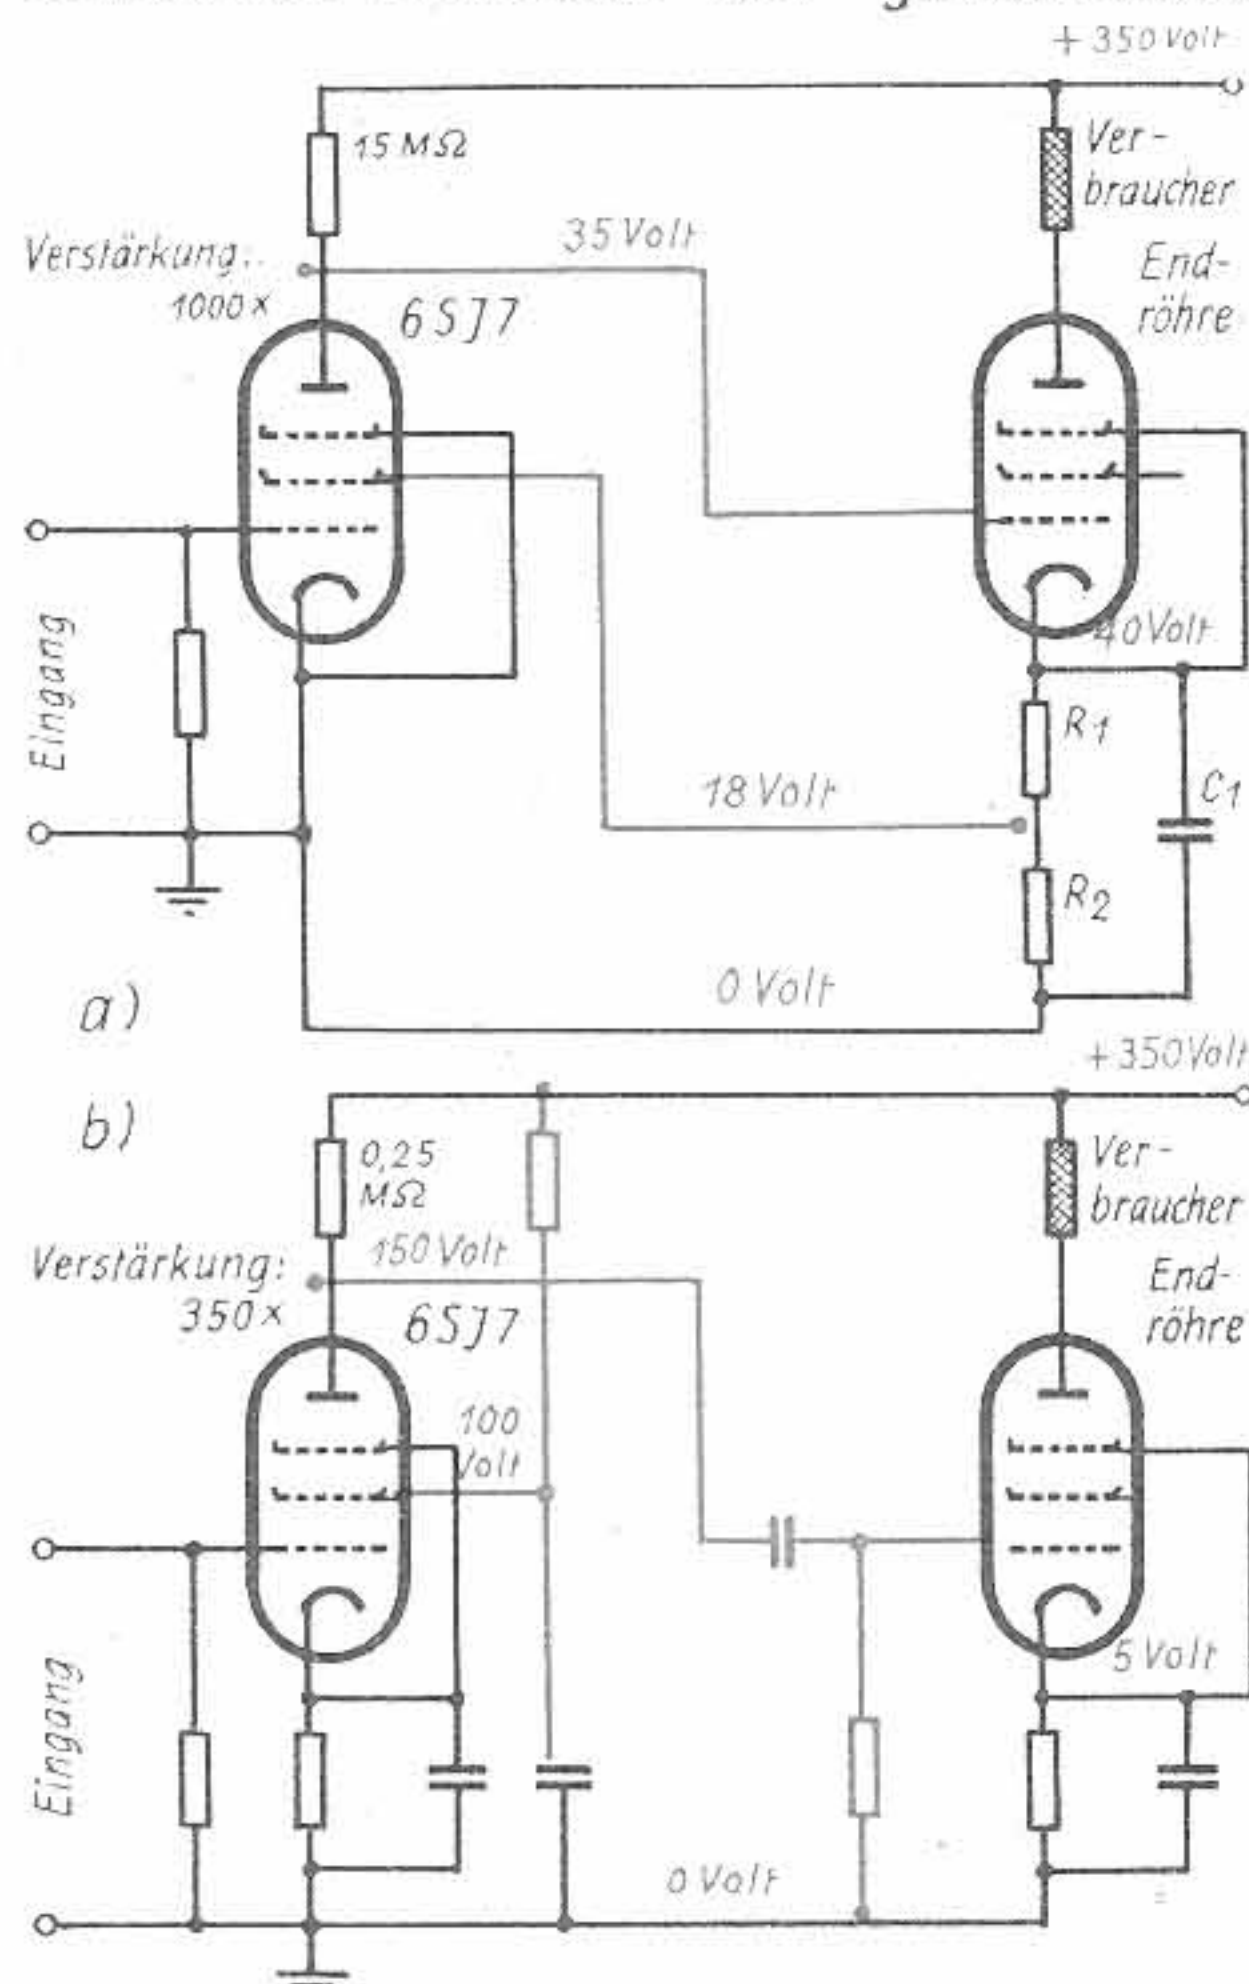 + 350 Volt
15 MΩ
Ver-
braucher
35 Volt
Verstärkung:
1000 x
6SJ7
End-
röhre
Eingang
40 Volt
R1
18 Volt
C1
R2
a)
0 Volt
+350 Volt
b)
0,25
MΩ
Ver-
braucher
150 Volt
Verstärkung:
350 x
6SJ7
End-
röhre
100
Volt
Eingang
5 Volt
0 Volt